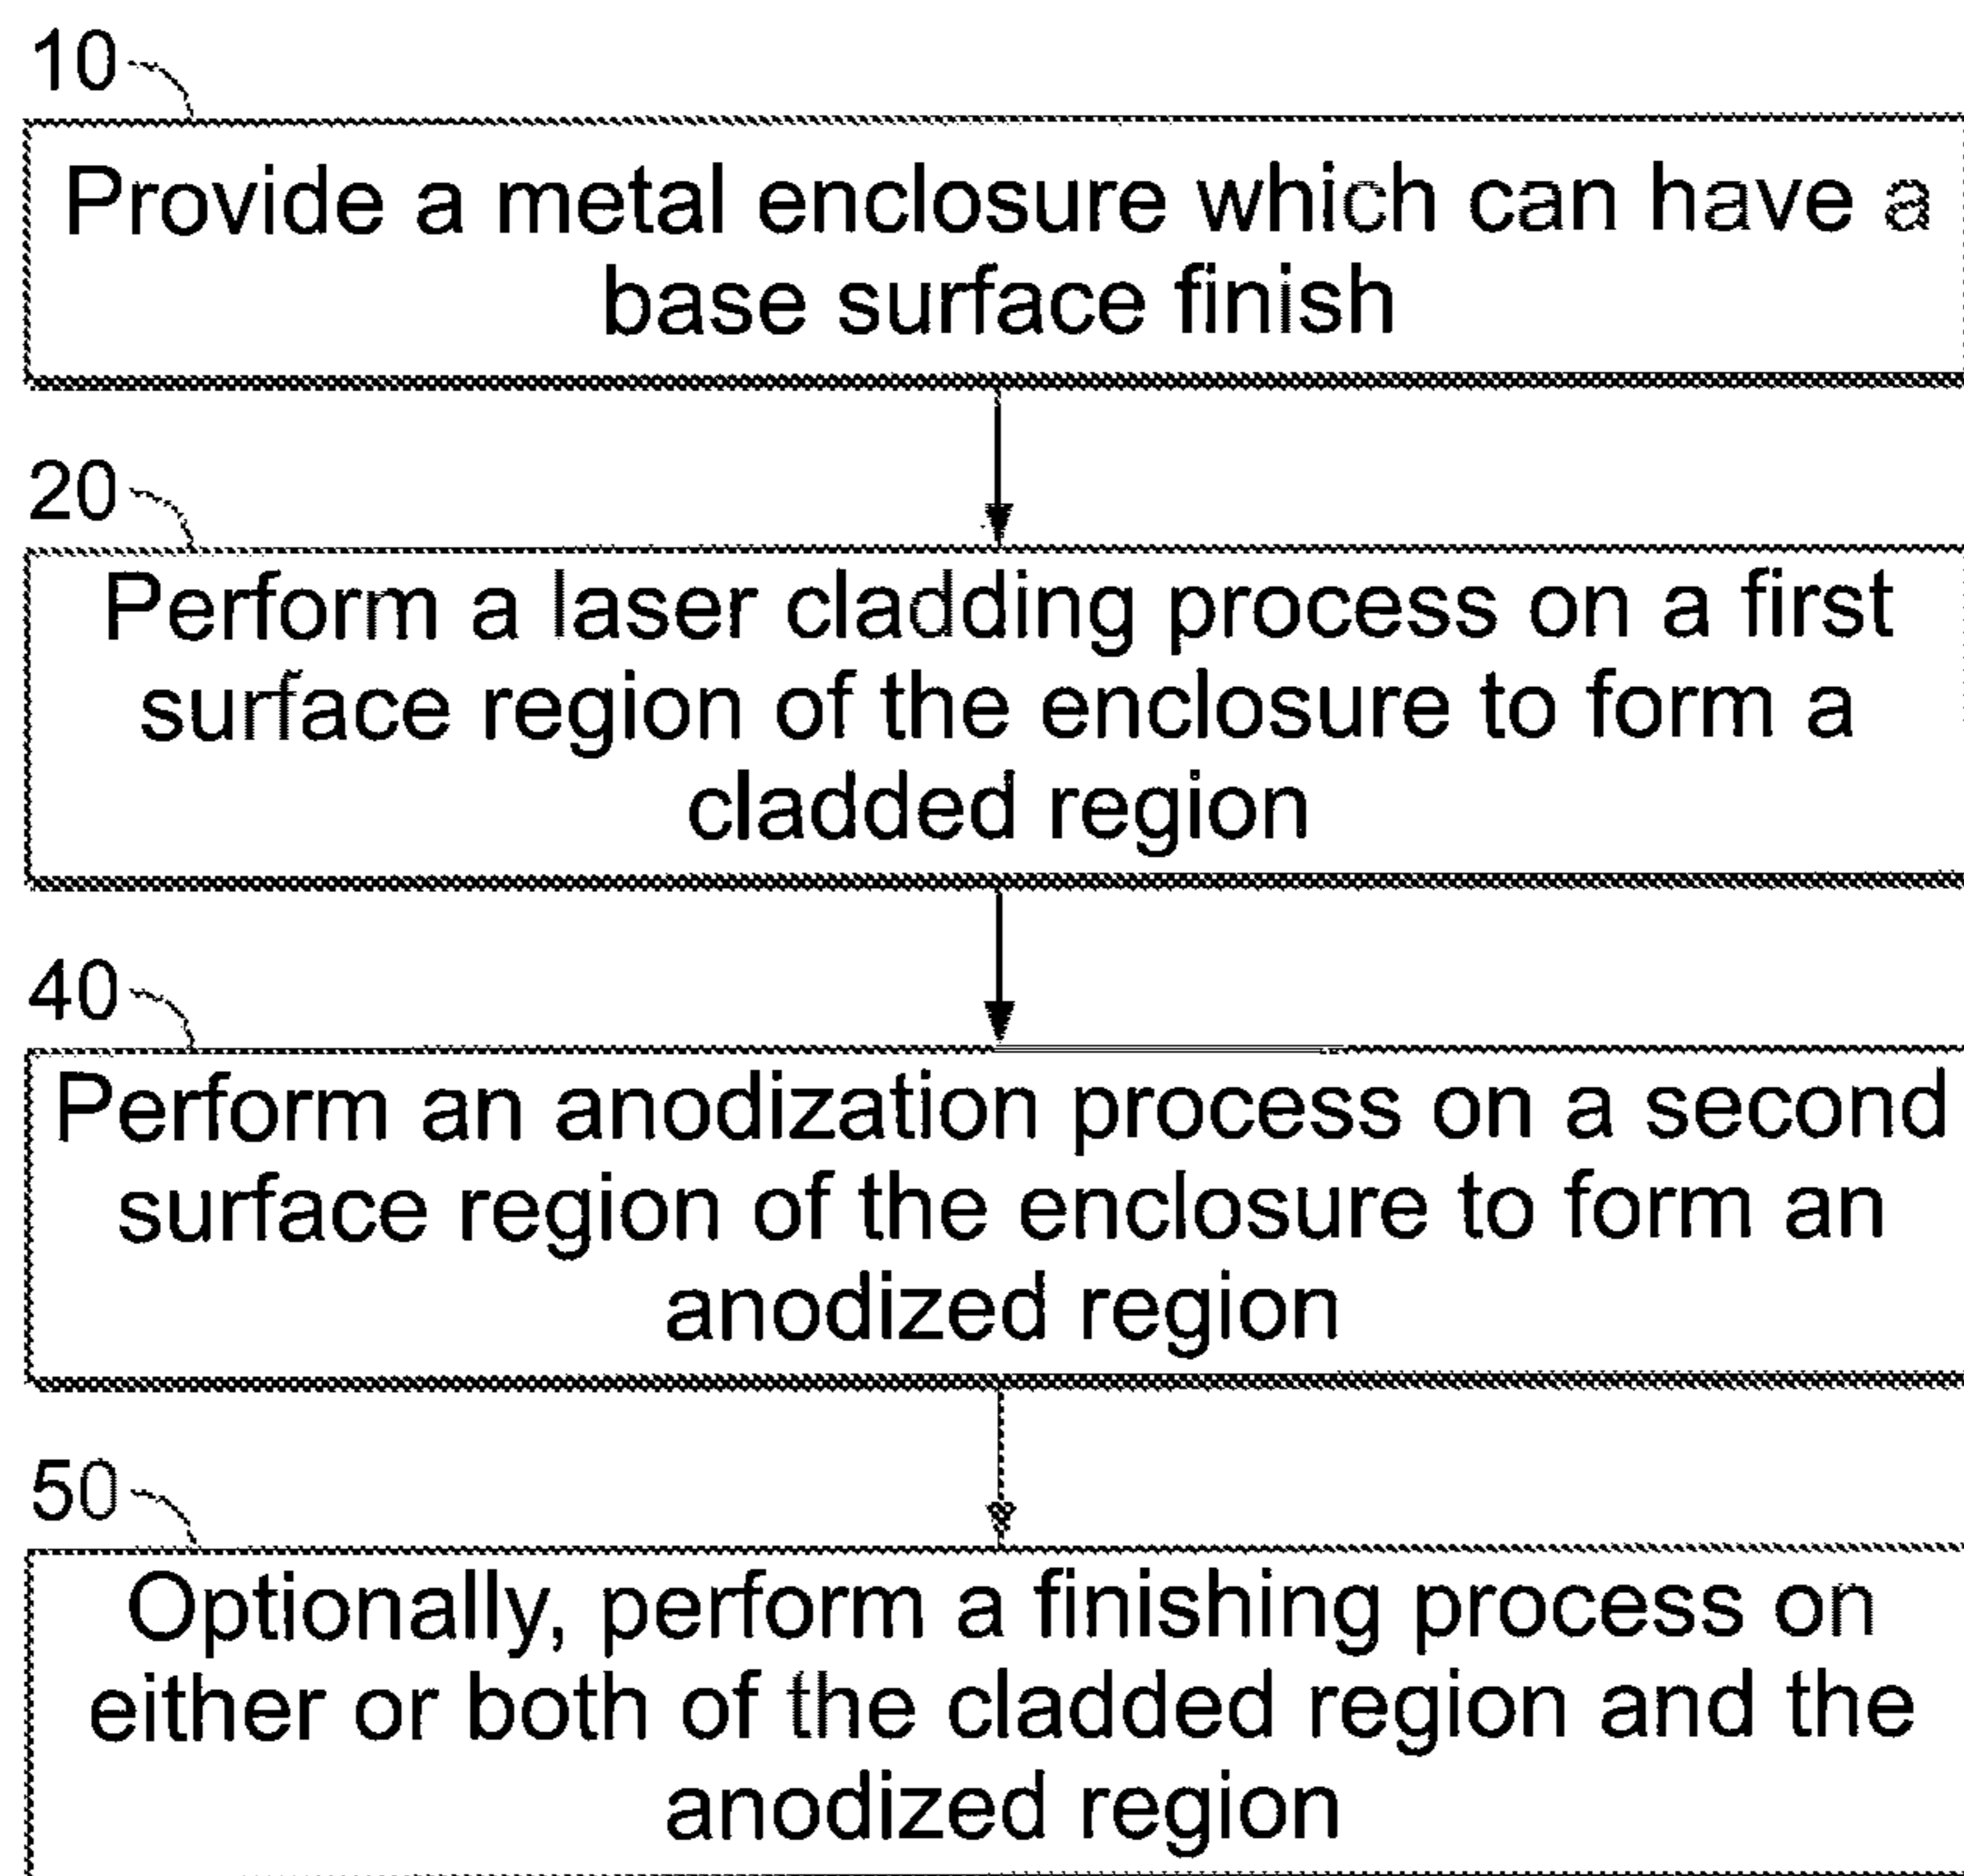 10
Provide a metal enclosure which can have a
base surface finish
20
Perform a laser cladding process on a first
surface region of the enclosure to form a
cladded region
40
Perform an anodization process on a second
surface region of the enclosure to form an
anodized region
50
Optionally, perform a finishing process on
either or both of the cladded region and the
anodized region